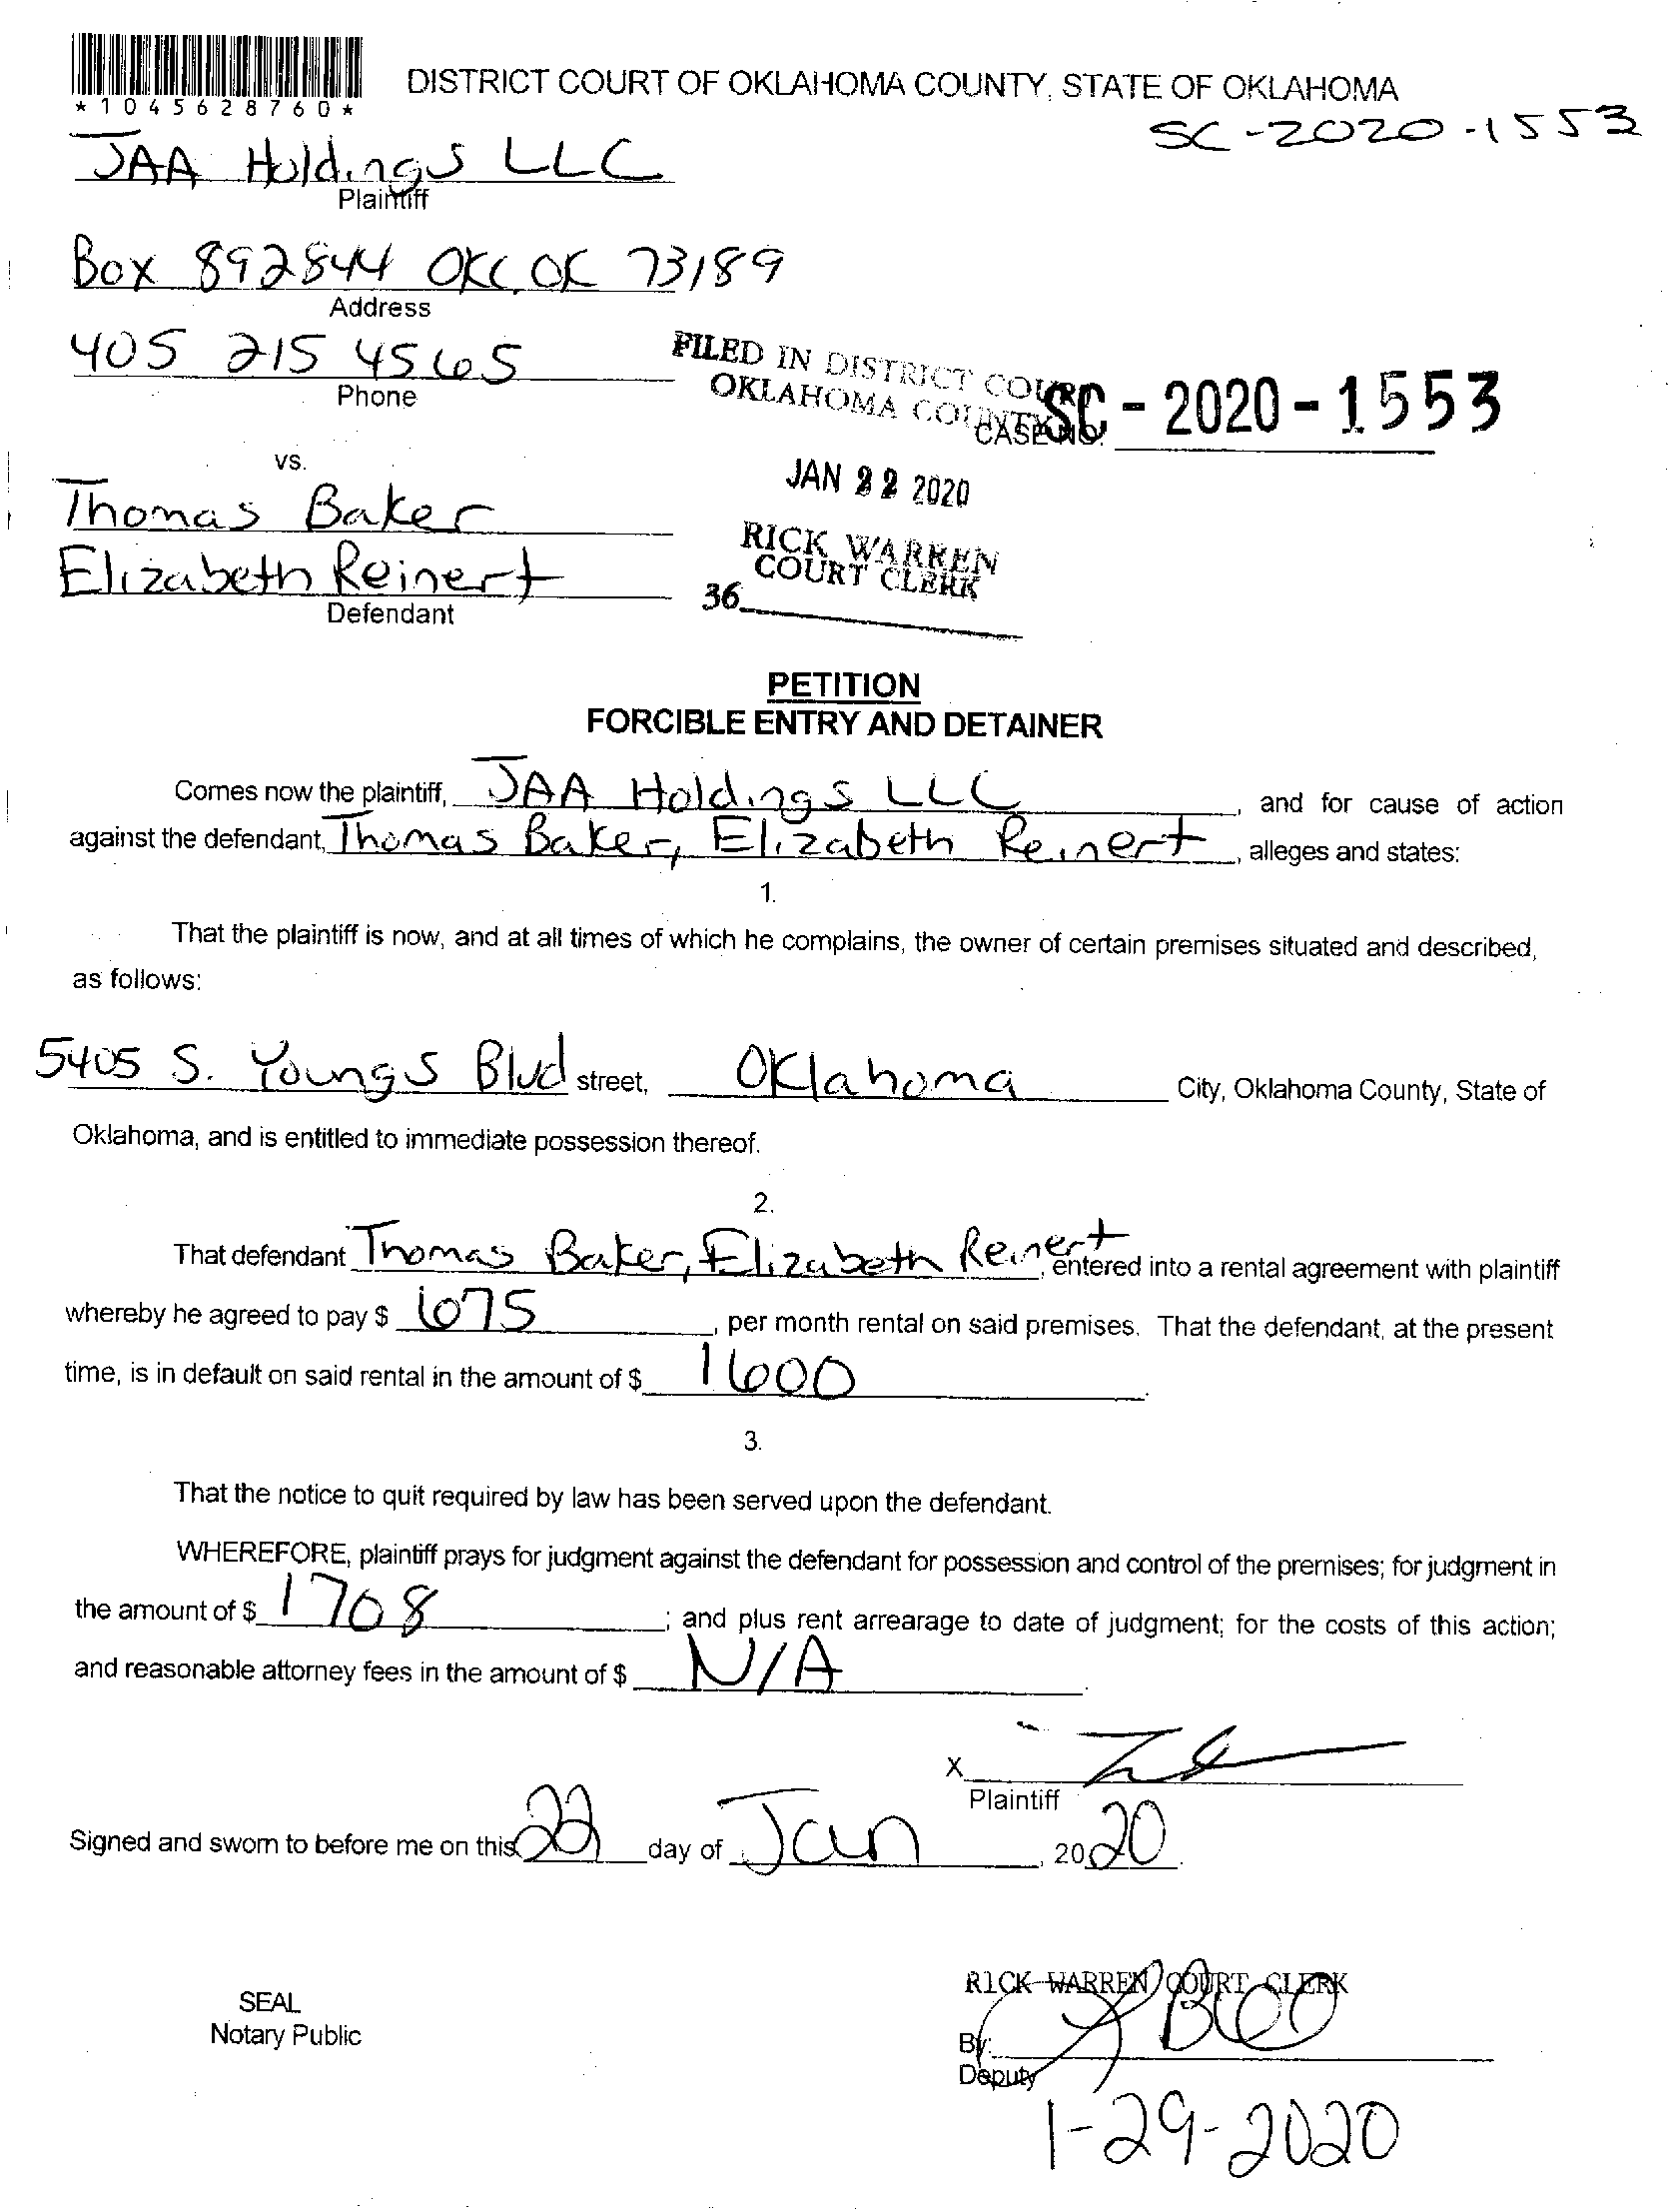 *1045628760*
DISTRICT COURT OF OKLAHOMA COUNTY, STATE OF OKLAHOMA
SC-2020-1553
JAA Holdings LLC
Plaintiff
Box 892844 OKC, OK 73189
Address
405 215 4565
Phone
FILED IN DISTRICT COURT
OKLAHOMA COUNTY
CASE NO. SC-2020-1553
vs.
JAN 22 2020
Thomas Baker
Elizabeth Reinert
Defendant
RICK WARREN
COURT CLERK
36
PETITION
FORCIBLE ENTRY AND DETAINER
Comes now the plaintiff, JAA Holdings LLC, and for cause of action
against the defendant, Thomas Baker, Elizabeth Reinert, alleges and states:
1.
That the plaintiff is now, and at all times of which he complains, the owner of certain premises situated and described,
as follows:
5405 S. Youngs Blvd street, Oklahoma City, Oklahoma County, State of
Oklahoma, and is entitled to immediate possession thereof.
2.
That defendant Thomas Baker, Elizabeth Reinert, entered into a rental agreement with plaintiff
whereby he agreed to pay $ 675, per month rental on said premises. That the defendant, at the present
time, is in default on said rental in the amount of $ 1600.
3.
That the notice to quit required by law has been served upon the defendant.
WHEREFORE, plaintiff prays for judgment against the defendant for possession and control of the premises; for judgment in
the amount of $ 1708; and plus rent arrearage to date of judgment; for the costs of this action;
and reasonable attorney fees in the amount of $ N/A.
X
Plaintiff
Signed and sworn to before me on this 22 day of Jan, 2020.
SEAL
Notary Public
RICK WARREN COURT CLERK
By:
Deputy
1-29-2020